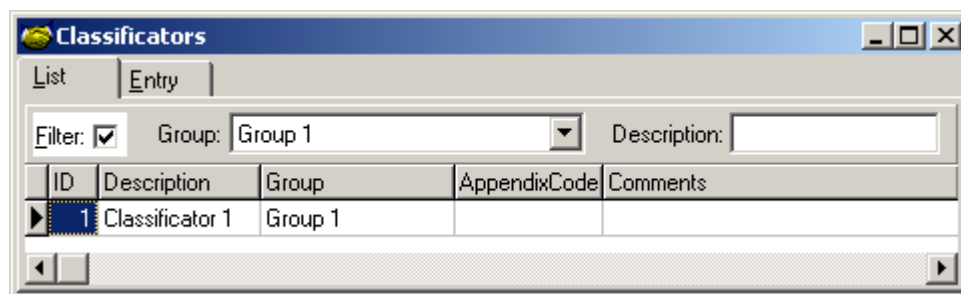 Classificators
List Entry
Filter: Group: Group 1 Description:
ID Description Group AppendixCode Comments
1 Classificator 1 Group 1